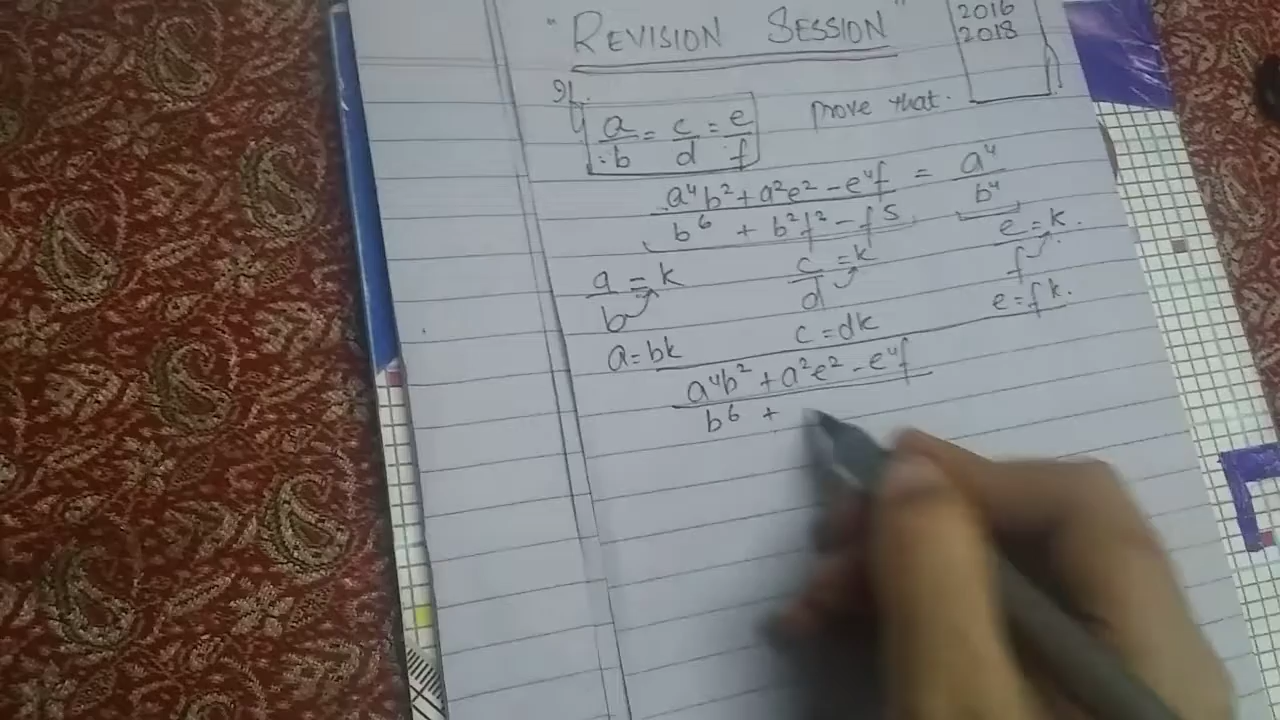 "REVISION SESSION"
2016
2018
If a/b = c/d = e/f prove that.
a⁴b² + a²e² - e⁴f / b⁶ + b²f² - f⁵ = a⁴/b⁴
a/b = k c/d = k e/f = k.
a = bk c = dk e = fk.
a⁴b² + a²e² - e⁴f
b⁶ +